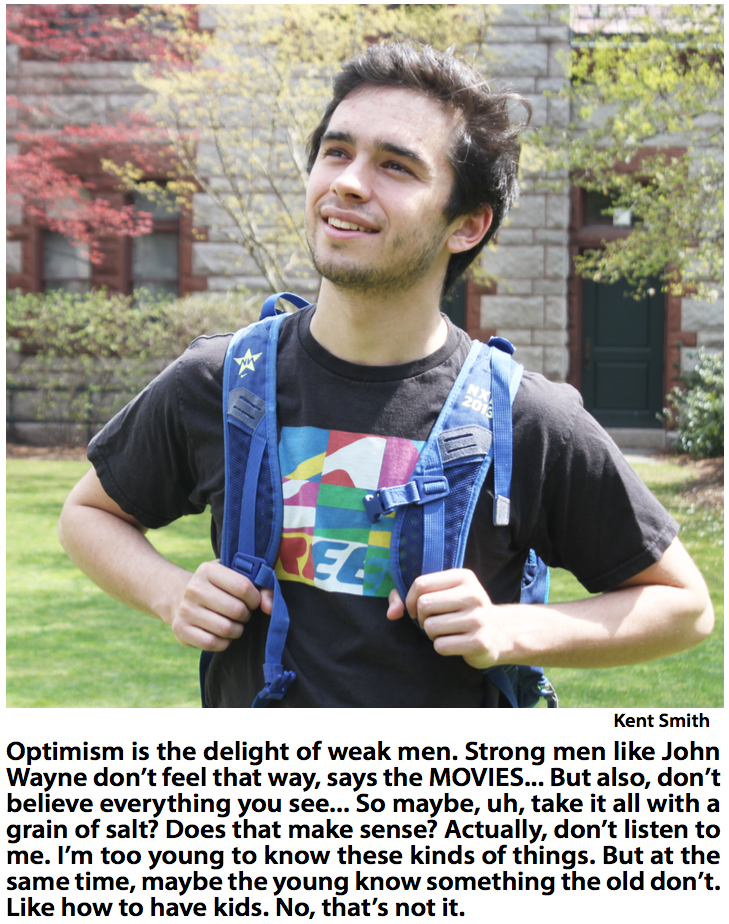 NV
NXT
2013
FREE
Kent Smith
Optimism is the delight of weak men. Strong men like John
Wayne don’t feel that way, says the MOVIES... But also, don’t
believe everything you see... So maybe, uh, take it all with a
grain of salt? Does that make sense? Actually, don’t listen to
me. I’m too young to know these kinds of things. But at the
same time, maybe the young know something the old don’t.
Like how to have kids. No, that’s not it.